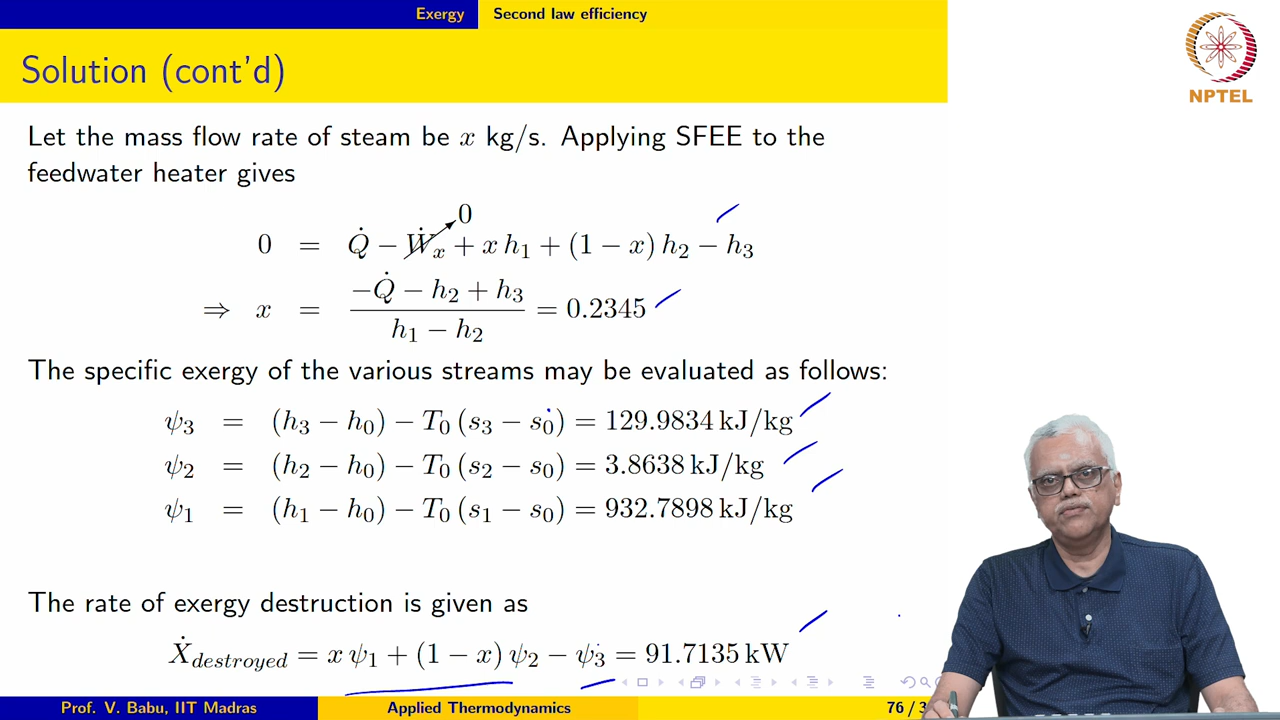 Exergy Second law efficiency
Solution (cont'd)
NPTEL
Let the mass flow rate of steam be x kg/s. Applying SFEE to the
feedwater heater gives
0
0 = Q̇ − Ẇₓ + x h₁ + (1 − x) h₂ − h₃
⇒ x = (−Q̇ − h₂ + h₃) / (h₁ − h₂) = 0.2345
The specific exergy of the various streams may be evaluated as follows:
ψ₃ = (h₃ − h₀) − T₀ (s₃ − s₀) = 129.9834 kJ/kg
ψ₂ = (h₂ − h₀) − T₀ (s₂ − s₀) = 3.8638 kJ/kg
ψ₁ = (h₁ − h₀) − T₀ (s₁ − s₀) = 932.7898 kJ/kg
The rate of exergy destruction is given as
Ẋ_destroyed = x ψ₁ + (1 − x) ψ₂ − ψ₃ = 91.7135 kW
Prof. V. Babu, IIT Madras Applied Thermodynamics 76 / 3